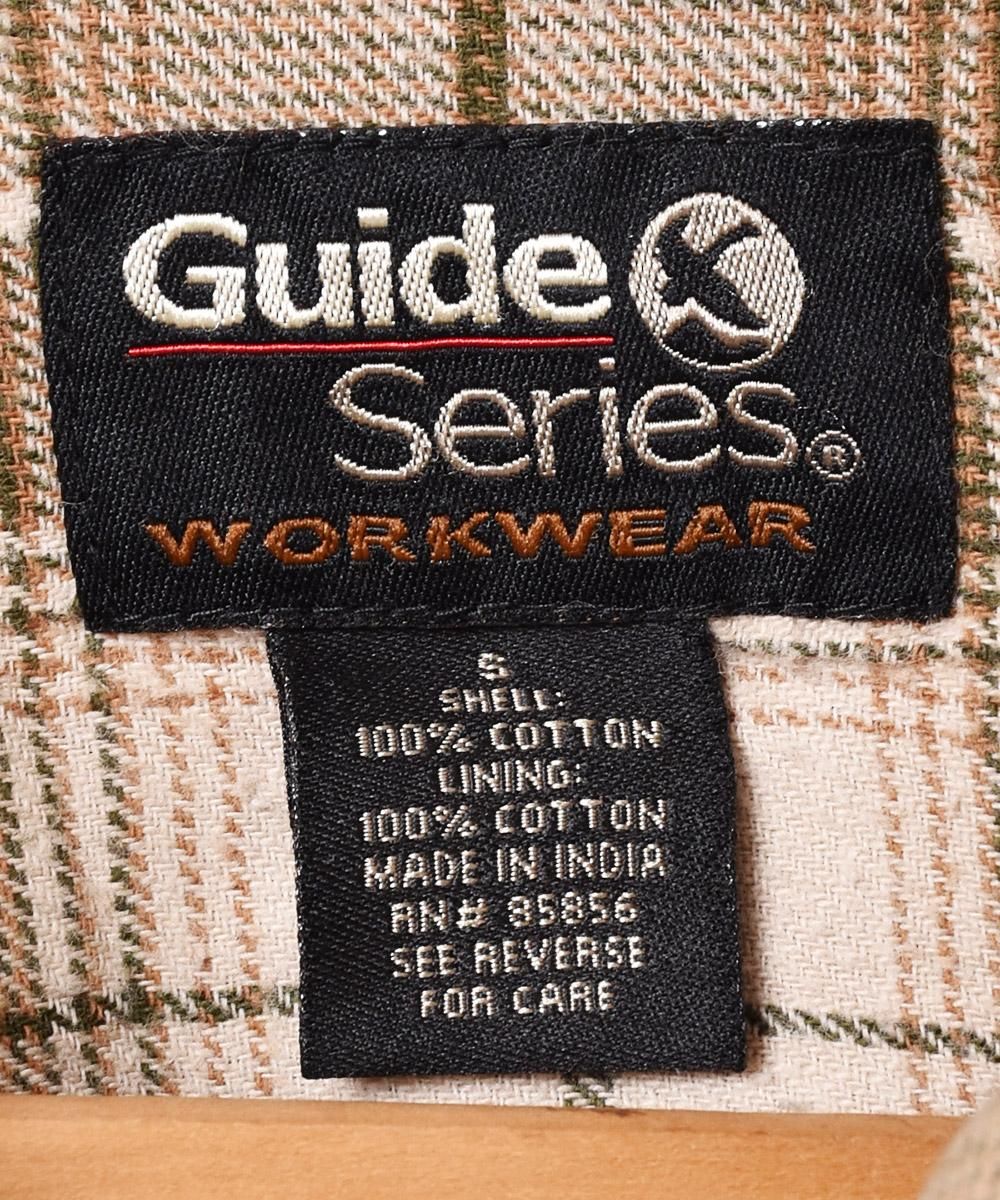 Guide
Series®
WORKWEAR
S
SHELL:
100% COTTON
LINING:
100% COTTON
MADE IN INDIA
RN# 85856
SEE REVERSE
FOR CARE